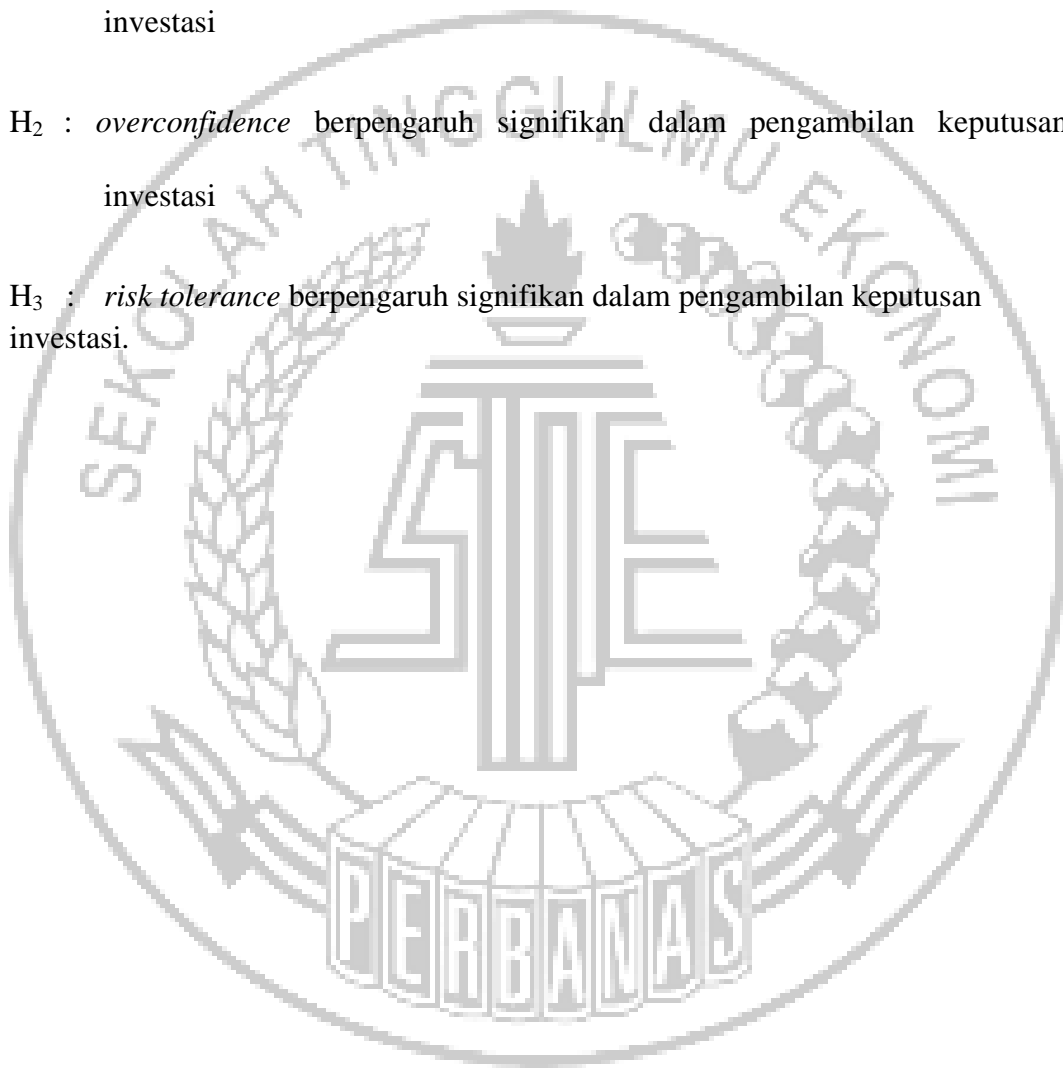 investasi
H₂ : overconfidence berpengaruh signifikan dalam pengambilan keputusan
investasi
H₃ : risk tolerance berpengaruh signifikan dalam pengambilan keputusan
investasi.
SEKOLAH TINGGI ILMU EKONOMI
STIE
PERBANAS